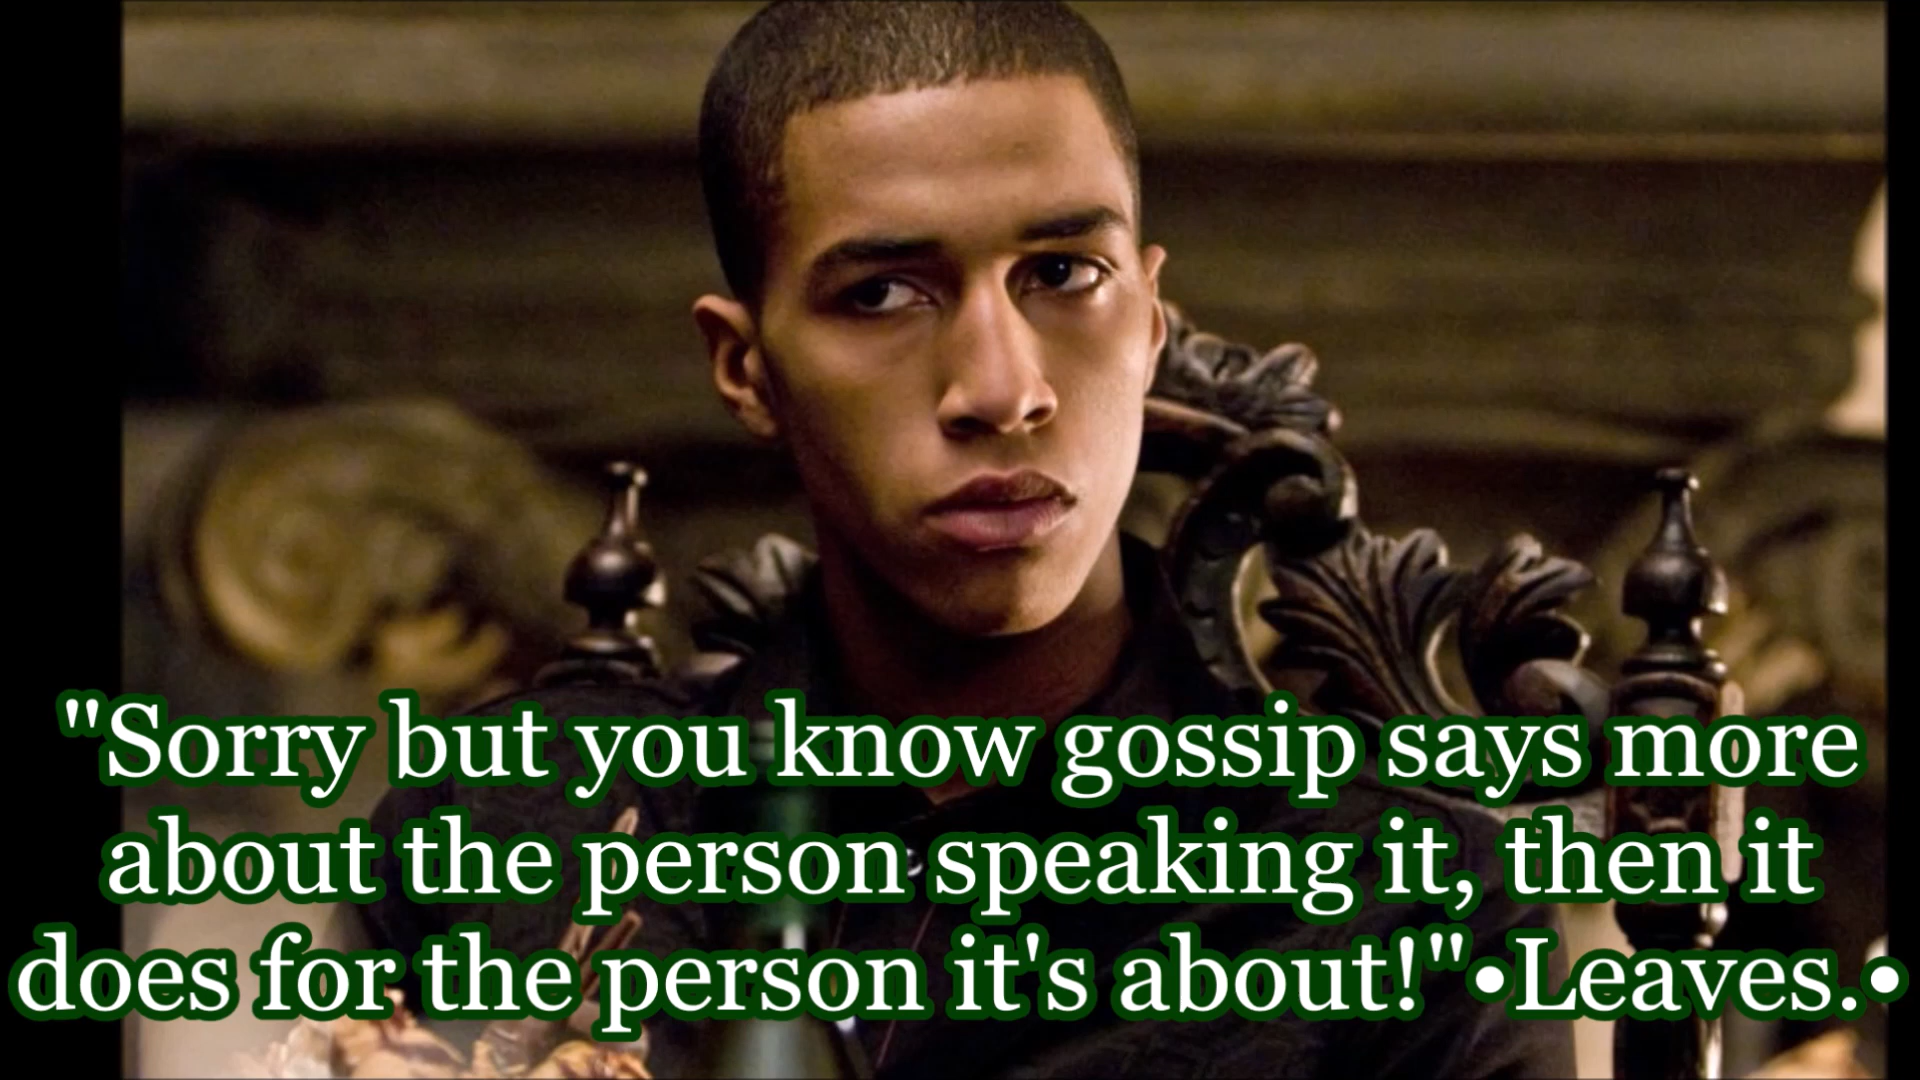 "Sorry but you know gossip says more
about the person speaking it, then it
does for the person it's about!"•Leaves.•